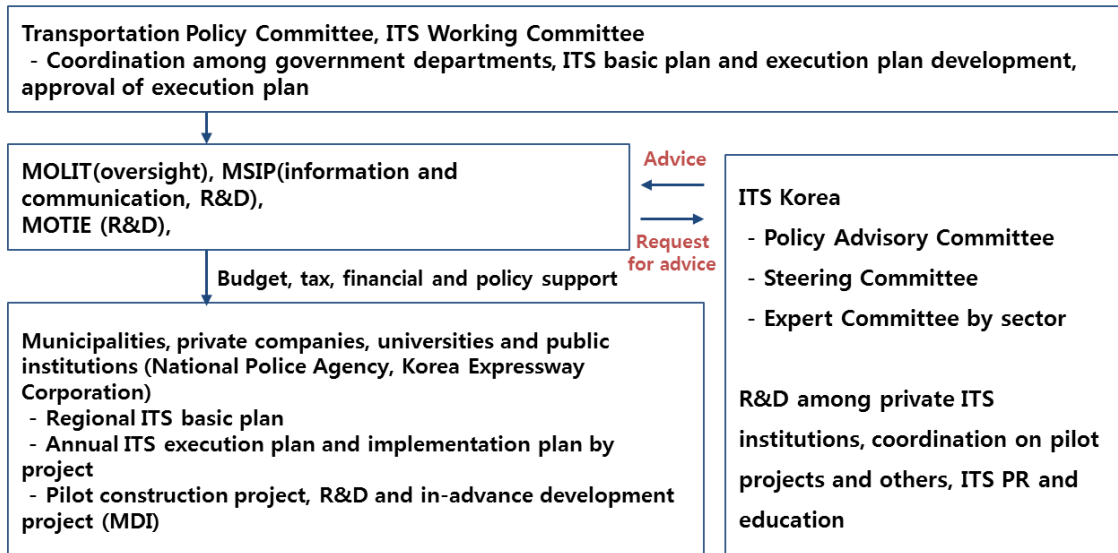 Transportation Policy Committee, ITS Working Committee
- Coordination among government departments, ITS basic plan and execution plan development,
approval of execution plan
MOLIT(oversight), MSIP(information and
communication, R&D),
MOTIE (R&D),
Advice
Request
for advice
Budget, tax, financial and policy support
Municipalities, private companies, universities and public
institutions (National Police Agency, Korea Expressway
Corporation)
- Regional ITS basic plan
- Annual ITS execution plan and implementation plan by
project
- Pilot construction project, R&D and in-advance development
project (MDI)
ITS Korea
- Policy Advisory Committee
- Steering Committee
- Expert Committee by sector
R&D among private ITS
institutions, coordination on pilot
projects and others, ITS PR and
education